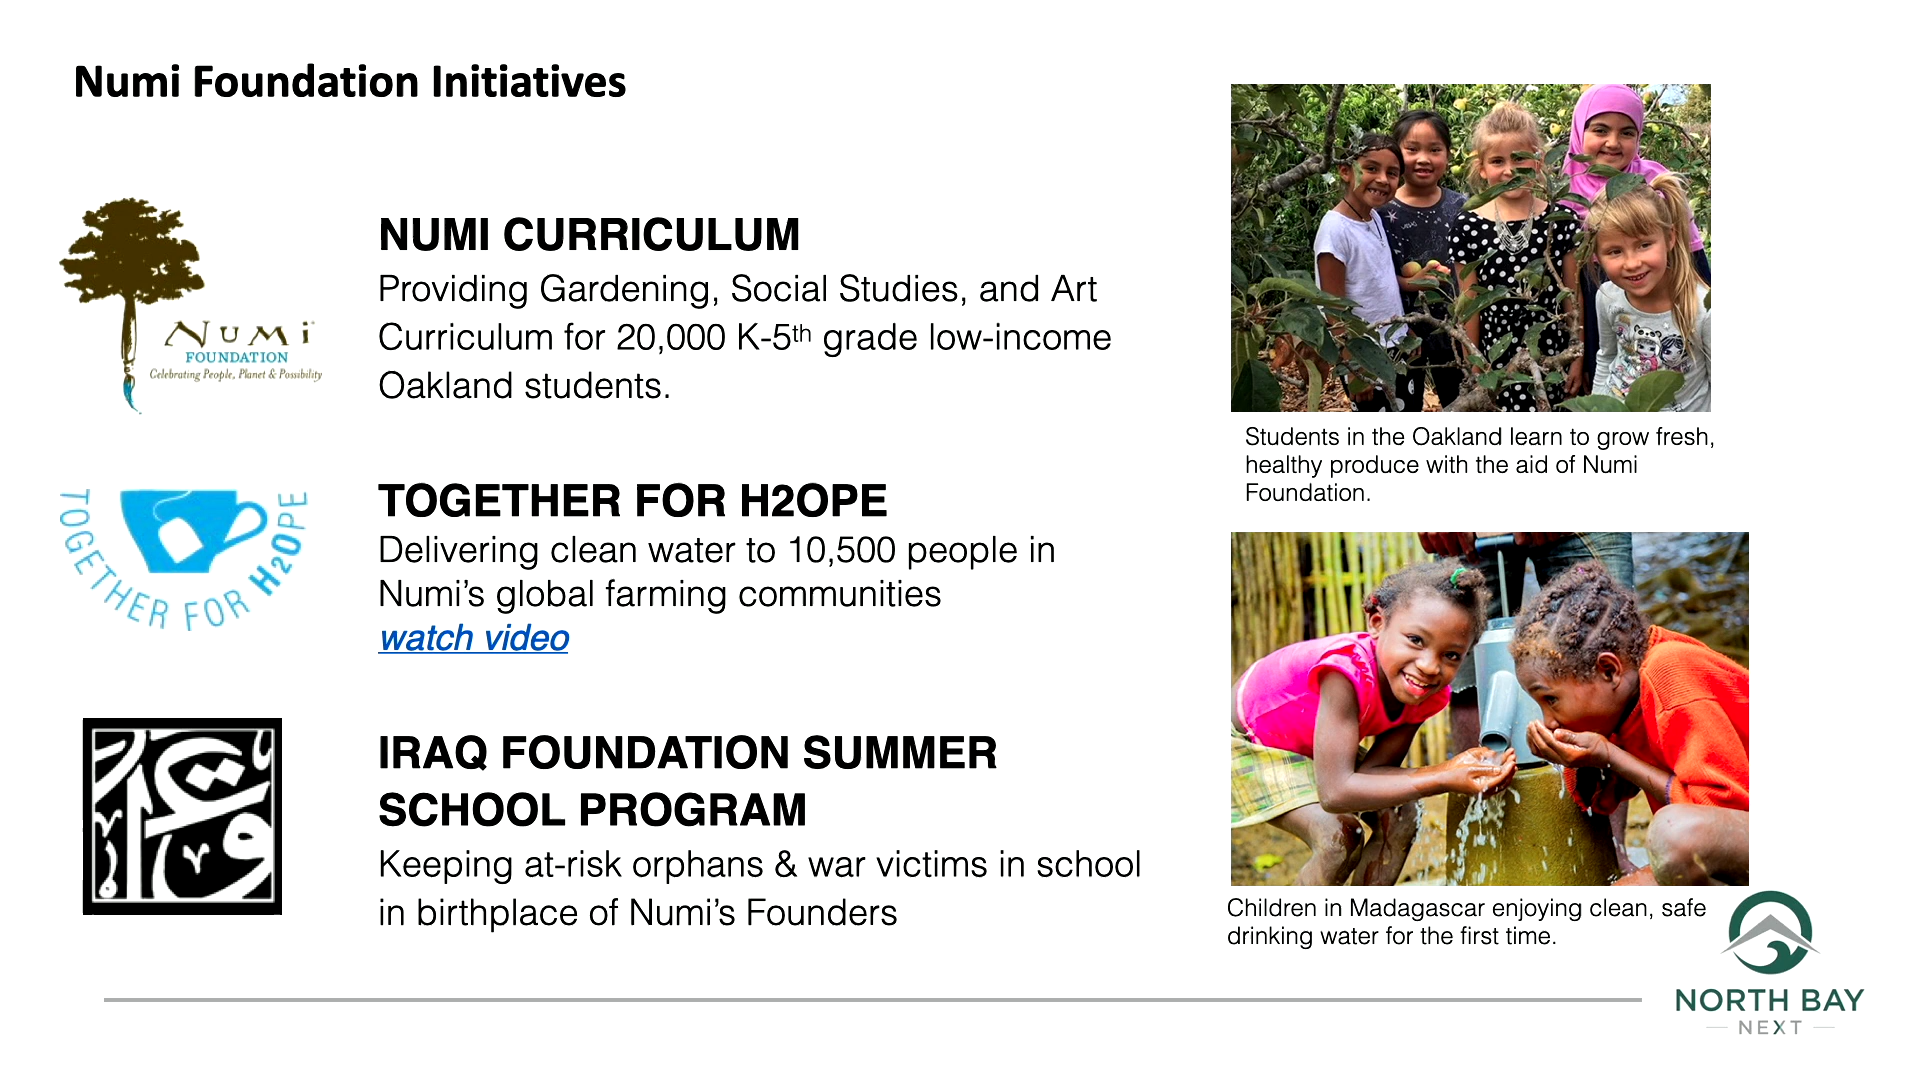 Numi Foundation Initiatives
NUMI
FOUNDATION
Celebrating People, Planet & Possibility
NUMI CURRICULUM
Providing Gardening, Social Studies, and Art
Curriculum for 20,000 K-5th grade low-income
Oakland students.
Students in the Oakland learn to grow fresh,
healthy produce with the aid of Numi
Foundation.
TOGETHER FOR H2OPE
TOGETHER FOR H2OPE
Delivering clean water to 10,500 people in
Numi’s global farming communities
watch video
IRAQ FOUNDATION SUMMER
SCHOOL PROGRAM
Keeping at-risk orphans & war victims in school
in birthplace of Numi’s Founders
Children in Madagascar enjoying clean, safe
drinking water for the first time.
NORTH BAY
NEXT